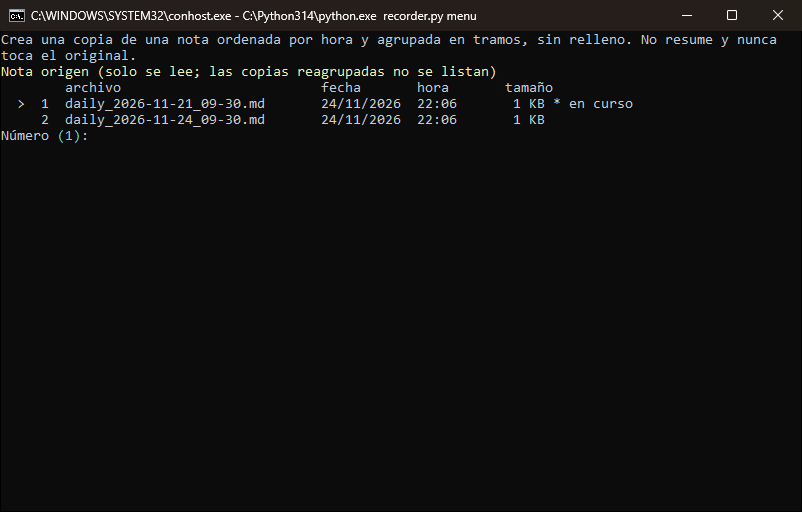 C:\WINDOWS\SYSTEM32\conhost.exe - C:\Python314\python.exe  recorder.py menu
Crea una copia de una nota ordenada por hora y agrupada en tramos, sin relleno. No resume y nunca
toca el original.
Nota origen (solo se lee; las copias reagrupadas no se listan)
archivo fecha hora tamaño
> 1 daily_2026-11-21_09-30.md 24/11/2026 22:06 1 KB * en curso
2 daily_2026-11-24_09-30.md 24/11/2026 22:06 1 KB
Número (1):